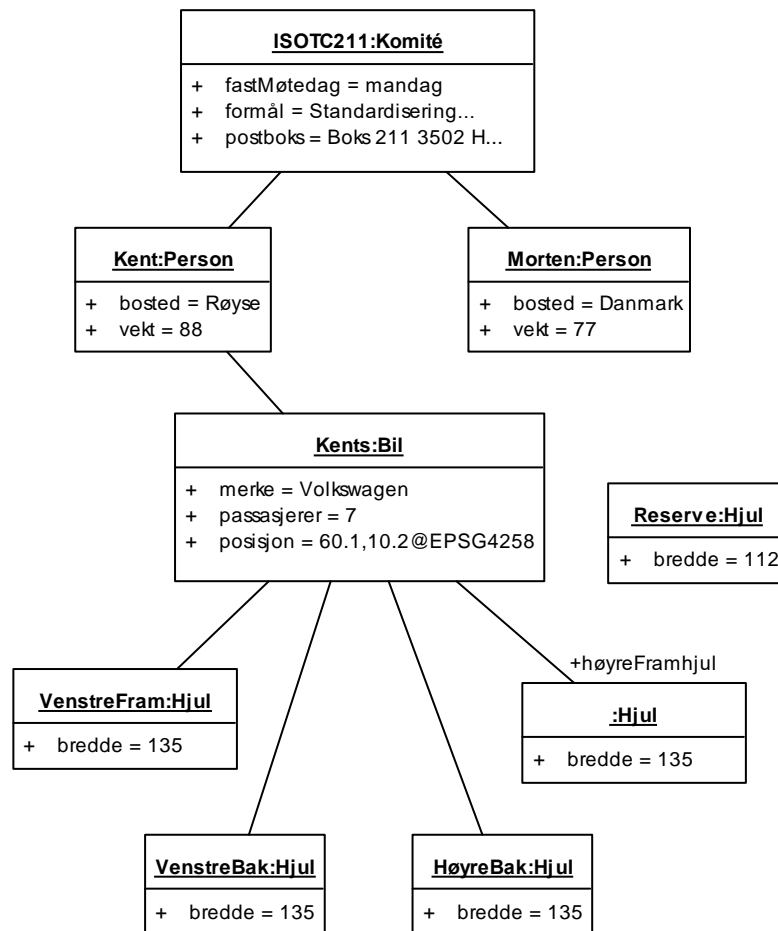 ISOTC211:Komité
+ fastMøtedag = mandag
+ formål = Standardisering...
+ postboks = Boks 211 3502 H...
Kent:Person
+ bosted = Røyse
+ vekt = 88
Morten:Person
+ bosted = Danmark
+ vekt = 77
Kents:Bil
+ merke = Volkswagen
+ passasjerer = 7
+ posisjon = 60.1,10.2@EPSG4258
Reserve:Hjul
+ bredde = 112
+høyreFramhjul
VenstreFram:Hjul
+ bredde = 135
:Hjul
+ bredde = 135
VenstreBak:Hjul
+ bredde = 135
HøyreBak:Hjul
+ bredde = 135